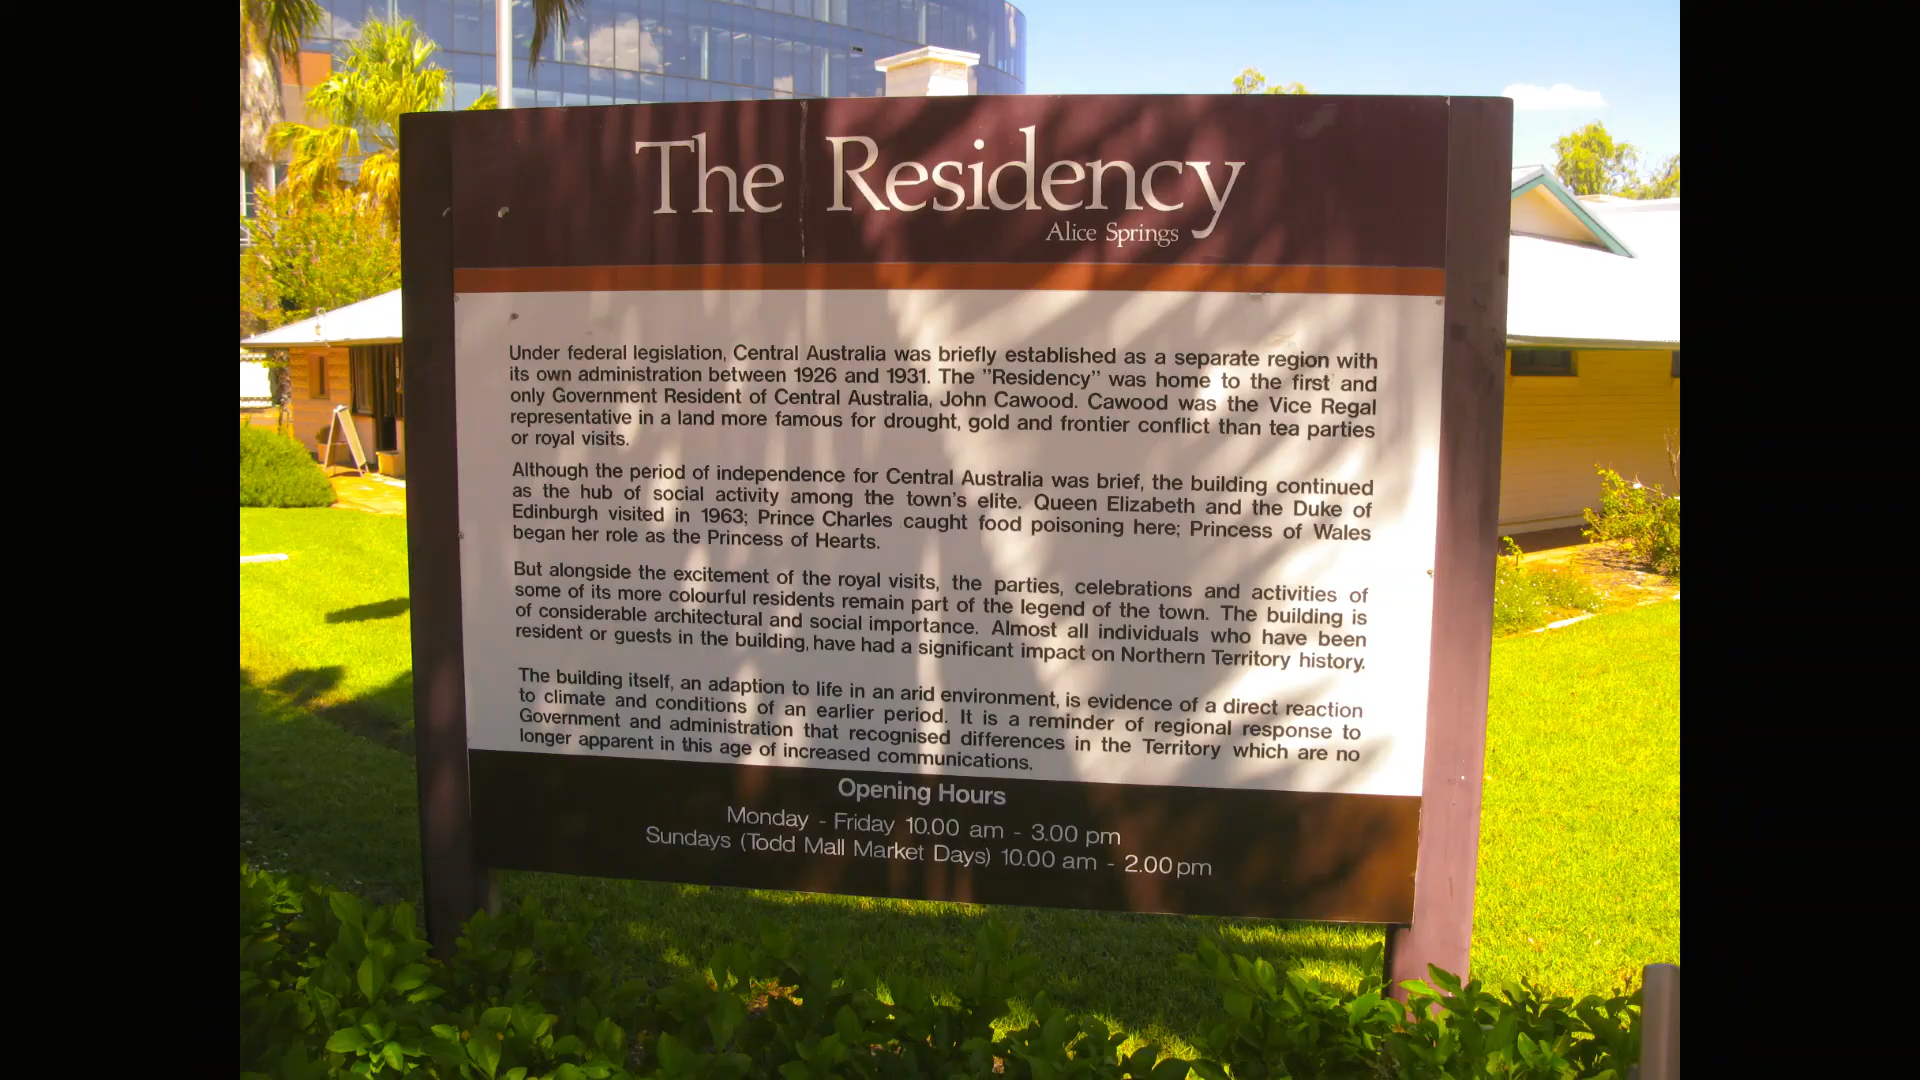 The Residency
Alice Springs
Under federal legislation, Central Australia was briefly established as a separate region with
its own administration between 1926 and 1931. The "Residency" was home to the first and
only Government Resident of Central Australia, John Cawood. Cawood was the Vice Regal
representative in a land more famous for drought, gold and frontier conflict than tea parties
or royal visits.
Although the period of independence for Central Australia was brief, the building continued
as the hub of social activity among the town's elite. Queen Elizabeth and the Duke of
Edinburgh visited in 1963; Prince Charles caught food poisoning here; Princess of Wales
began her role as the Princess of Hearts.
But alongside the excitement of the royal visits, the parties, celebrations and activities of
some of its more colourful residents remain part of the legend of the town. The building is
of considerable architectural and social importance. Almost all individuals who have been
resident or guests in the building, have had a significant impact on Northern Territory history.
The building itself, an adaption to life in an arid environment, is evidence of a direct reaction
to climate and conditions of an earlier period. It is a reminder of regional response to
Government and administration that recognised differences in the Territory which are no
longer apparent in this age of increased communications.
Opening Hours
Monday - Friday 10.00 am - 3.00 pm
Sundays (Todd Mall Market Days) 10.00 am - 2.00 pm